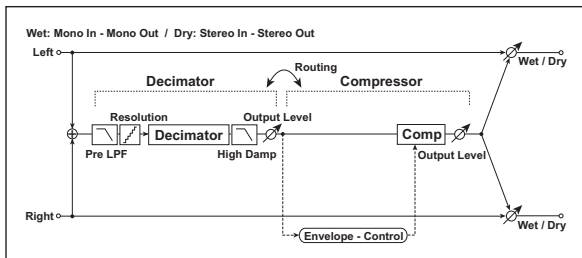 Wet: Mono In - Mono Out / Dry: Stereo In - Stereo Out
Left
Wet / Dry
Routing
Decimator
Compressor
Resolution
Output Level
Decimator
Comp
Pre LPF
High Damp
Output Level
Right
Wet / Dry
Envelope - Control